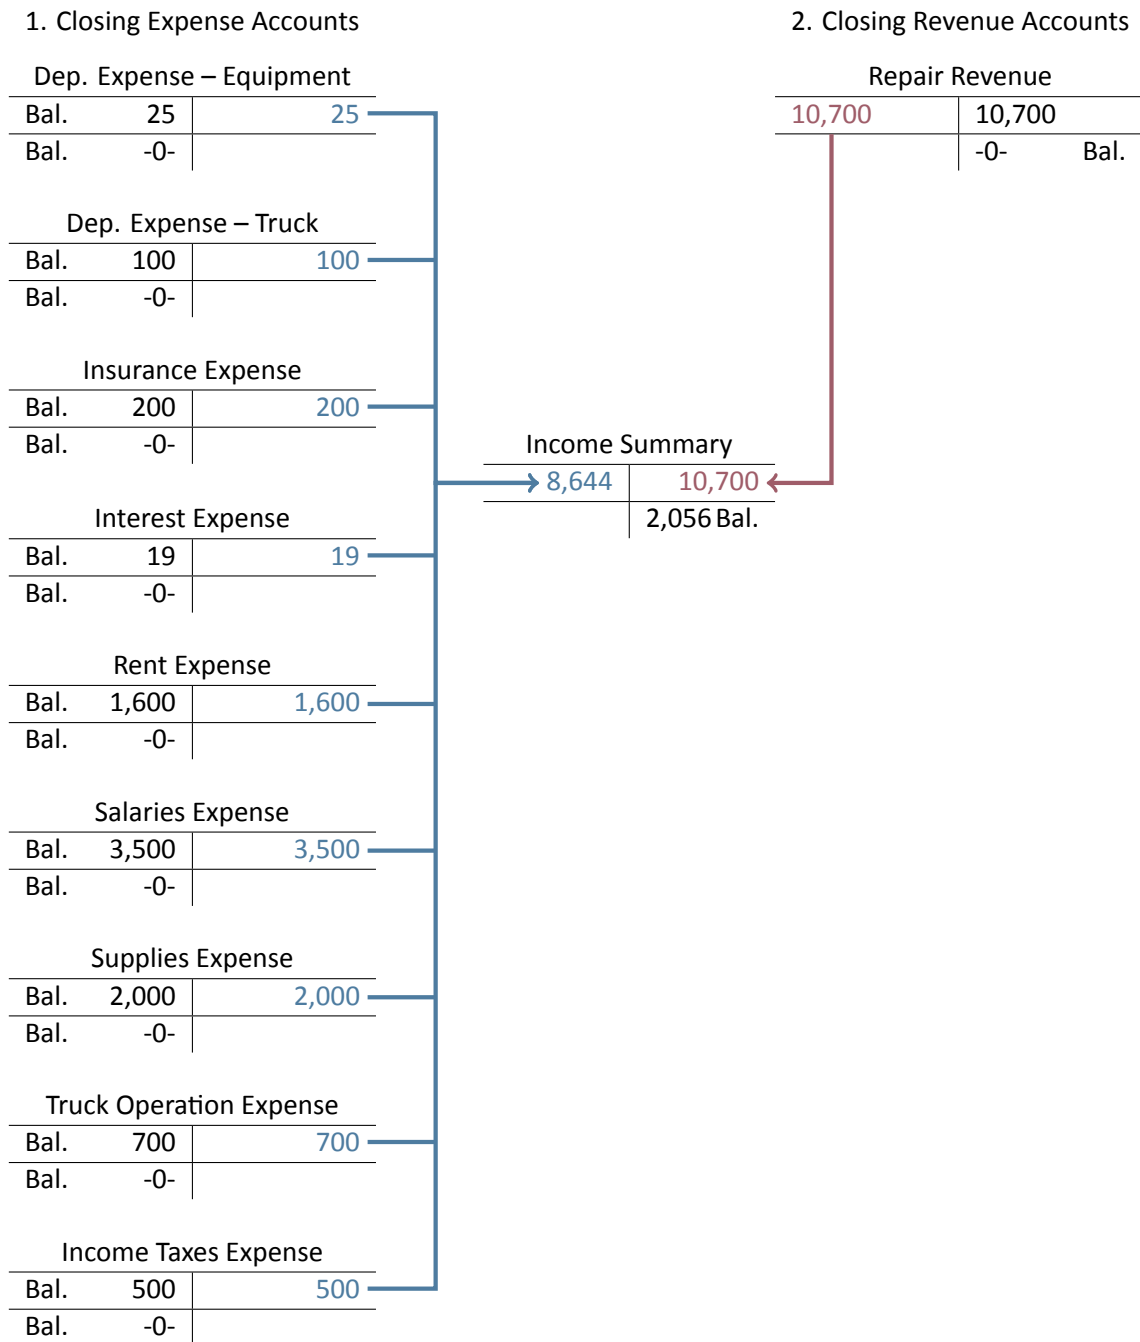 1. Closing Expense Accounts
2. Closing Revenue Accounts
Dep. Expense – Equipment
Bal. 25 25
Bal. -0-
Dep. Expense – Truck
Bal. 100 100
Bal. -0-
Insurance Expense
Bal. 200 200
Bal. -0-
Interest Expense
Bal. 19 19
Bal. -0-
Rent Expense
Bal. 1,600 1,600
Bal. -0-
Salaries Expense
Bal. 3,500 3,500
Bal. -0-
Supplies Expense
Bal. 2,000 2,000
Bal. -0-
Truck Operation Expense
Bal. 700 700
Bal. -0-
Income Taxes Expense
Bal. 500 500
Bal. -0-
Income Summary
8,644 10,700
2,056 Bal.
Repair Revenue
10,700 10,700
-0- Bal.